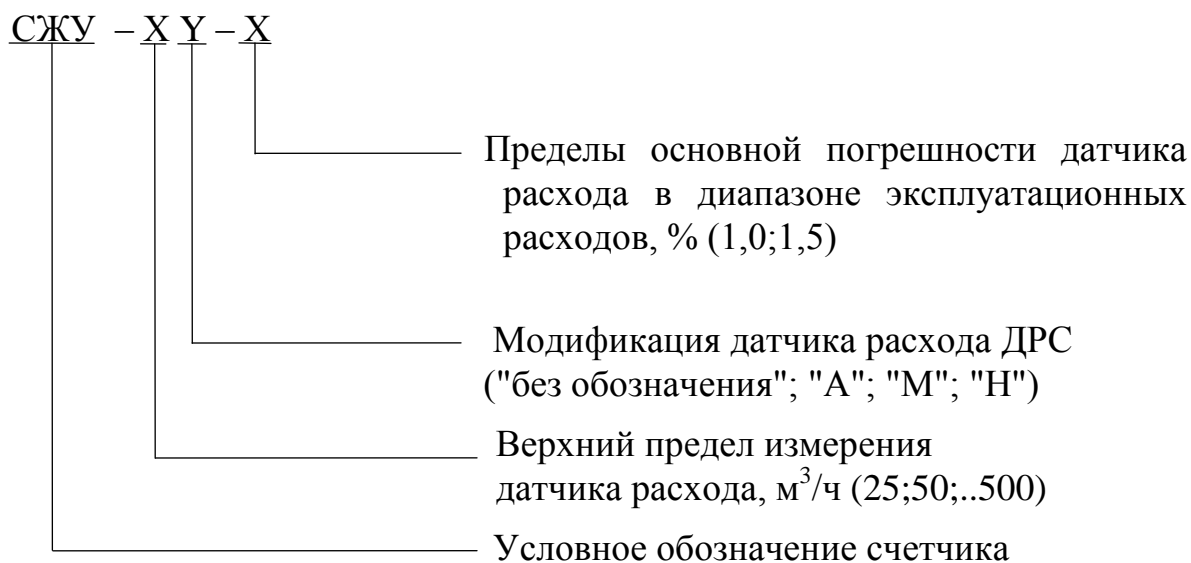 СЖУ – X Y – X
Пределы основной погрешности датчика
расхода в диапазоне эксплуатационных
расходов, % (1,0;1,5)
Модификация датчика расхода ДРС
("без обозначения"; "А"; "М"; "Н")
Верхний предел измерения
датчика расхода, м³/ч (25;50;..500)
Условное обозначение счетчика